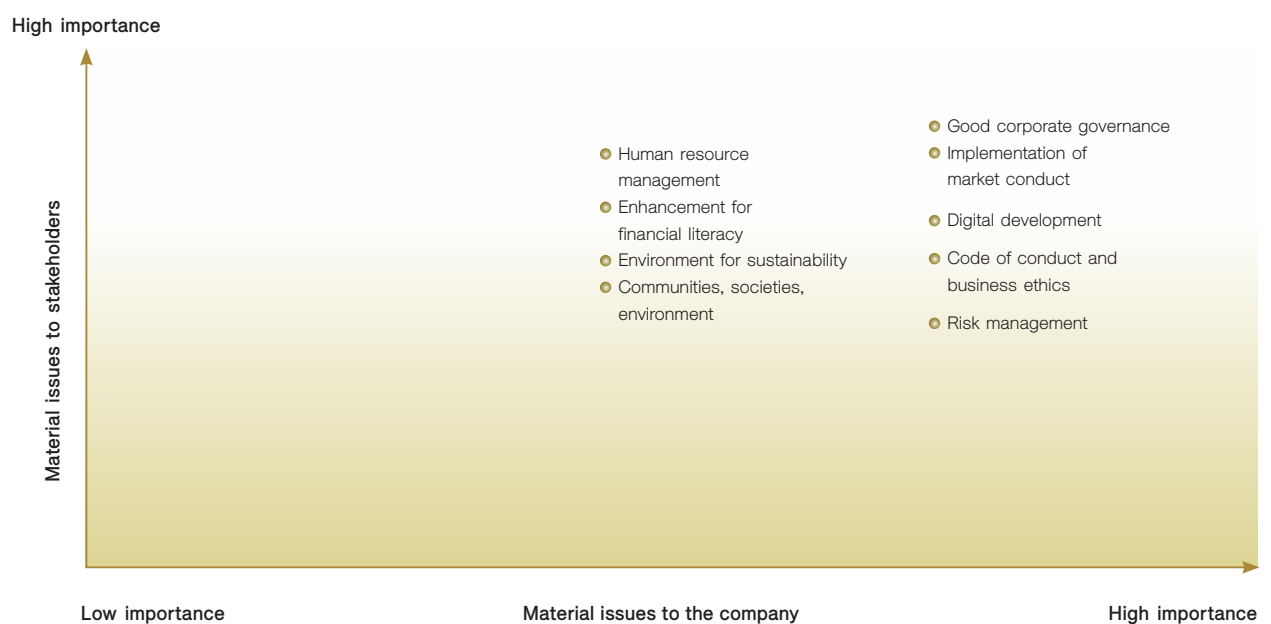 High importance
Material issues to stakeholders
Human resource
management
Enhancement for
financial literacy
Environment for sustainability
Communities, societies,
environment
Good corporate governance
Implementation of
market conduct
Digital development
Code of conduct and
business ethics
Risk management
Low importance
Material issues to the company
High importance